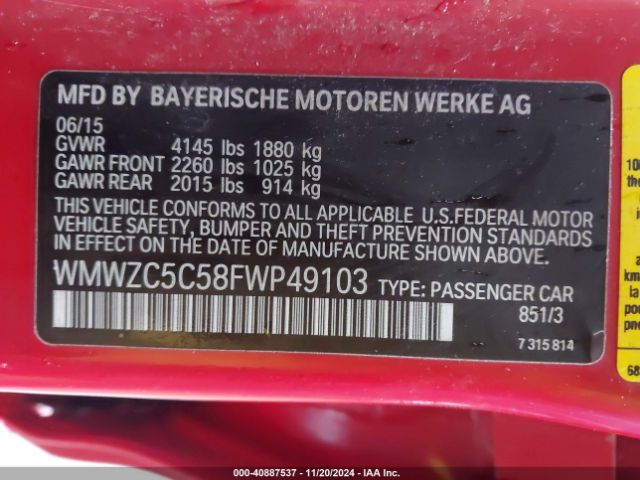 MFD BY BAYERISCHE MOTOREN WERKE AG
06/15
GVWR 4145 lbs 1880 kg
GAWR FRONT 2260 lbs 1025 kg
GAWR REAR 2015 lbs 914 kg
THIS VEHICLE CONFORMS TO ALL APPLICABLE U.S.FEDERAL MOTOR
VEHICLE SAFETY, BUMPER AND THEFT PREVENTION STANDARDS
IN EFFECT ON THE DATE OF MANUFACTURE SHOWN ABOVE.
WMWZC5C58FWP49103 TYPE: PASSENGER CAR
851/3
7 315 814
© - 40887537 - 11/20/2024 - IAA Inc.